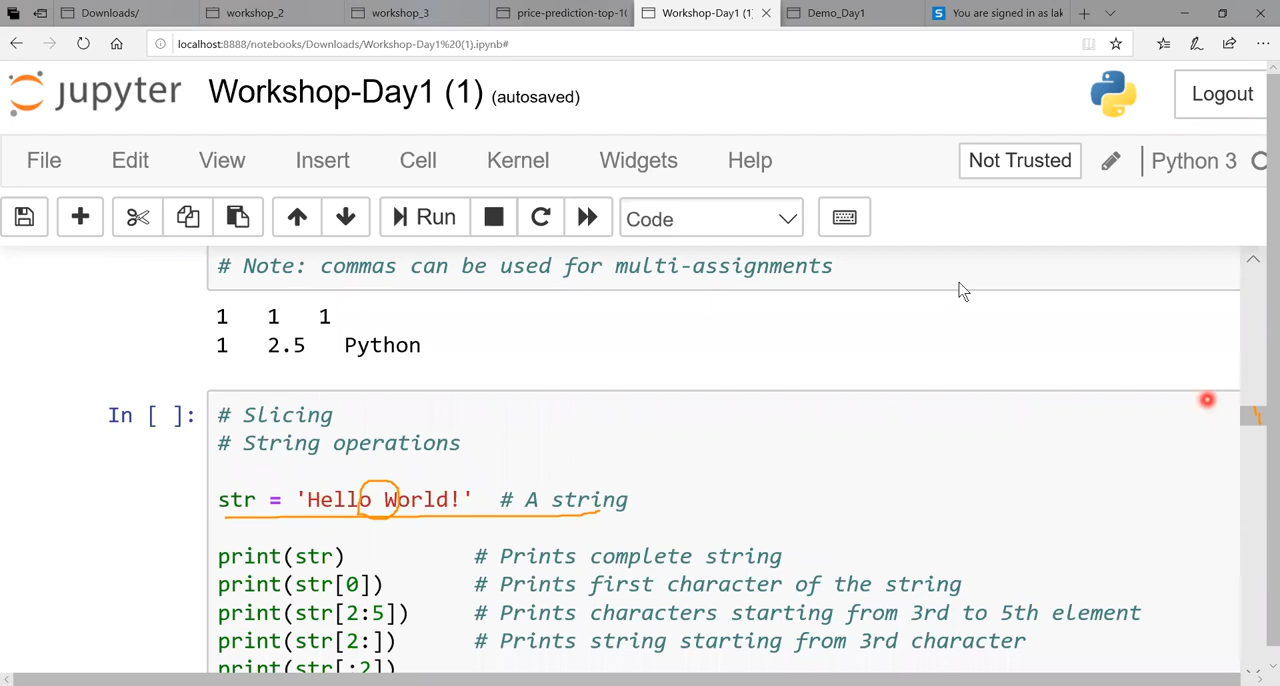 Downloads/ workshop_2 workshop_3 price-prediction-top-1( Workshop-Day1 (1) Demo_Day1 S You are signed in as lak
localhost:8888/notebooks/Downloads/Workshop-Day1%20(1).ipynb#
jupyter Workshop-Day1 (1) (autosaved) Logout
File Edit View Insert Cell Kernel Widgets Help Not Trusted Python 3
Run Code
# Note: commas can be used for multi-assignments
1 1 1
1 2.5 Python
In [ ]: # Slicing
# String operations
str = 'Hello World!' # A string
print(str) # Prints complete string
print(str[0]) # Prints first character of the string
print(str[2:5]) # Prints characters starting from 3rd to 5th element
print(str[2:]) # Prints string starting from 3rd character
print(str[:2])